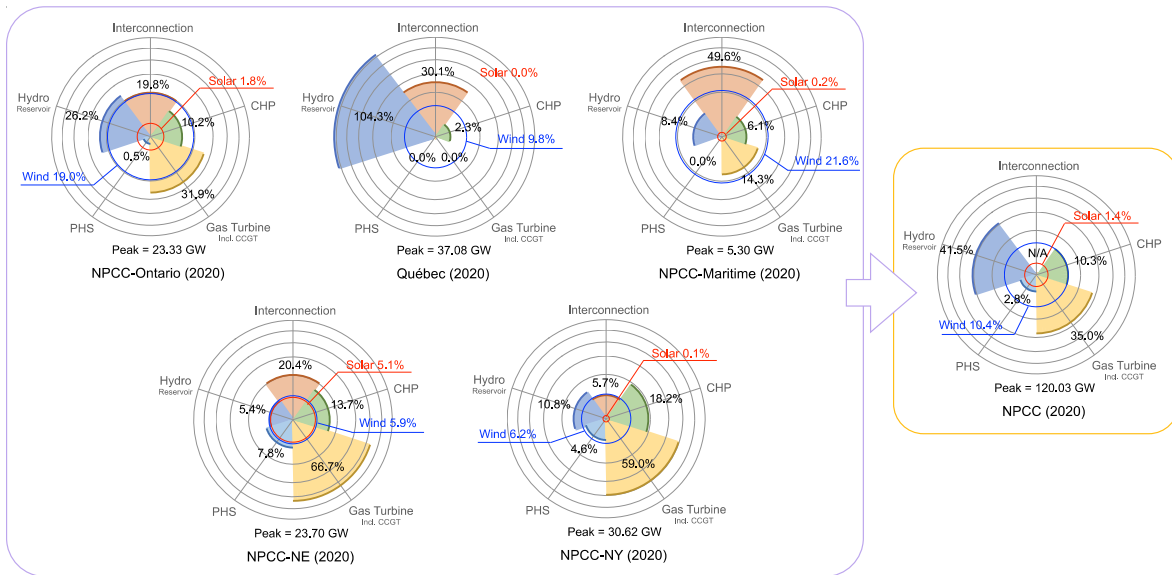 Interconnection
Solar 1.8%
19.8%
Hydro
Reservoir
CHP
26.2%
10.2%
0.5%
Wind 19.0%
31.9%
PHS
Gas Turbine
Incl. CCGT
Peak = 23.33 GW
NPCC-Ontario (2020)
Interconnection
30.1%
Solar 0.0%
Hydro
Reservoir
CHP
104.3%
2.3%
Wind 9.8%
0.0%
0.0%
PHS
Gas Turbine
Incl. CCGT
Peak = 37.08 GW
Québec (2020)
Interconnection
49.6%
Solar 0.2%
Hydro
Reservoir
CHP
8.4%
6.1%
0.0%
Wind 21.6%
14.3%
PHS
Gas Turbine
Incl. CCGT
Peak = 5.30 GW
NPCC-Maritime (2020)
Interconnection
20.4%
Solar 5.1%
Hydro
Reservoir
CHP
5.4%
13.7%
Wind 5.9%
7.8%
66.7%
PHS
Gas Turbine
Incl. CCGT
Peak = 23.70 GW
NPCC-NE (2020)
Interconnection
Solar 0.1%
5.7%
Hydro
Reservoir
CHP
10.8%
18.2%
Wind 6.2%
4.6%
59.0%
PHS
Gas Turbine
Incl. CCGT
Peak = 30.62 GW
NPCC-NY (2020)
Interconnection
Solar 1.4%
Hydro
Reservoir
N/A
CHP
41.5%
10.3%
2.8%
Wind 10.4%
35.0%
PHS
Gas Turbine
Incl. CCGT
Peak = 120.03 GW
NPCC (2020)